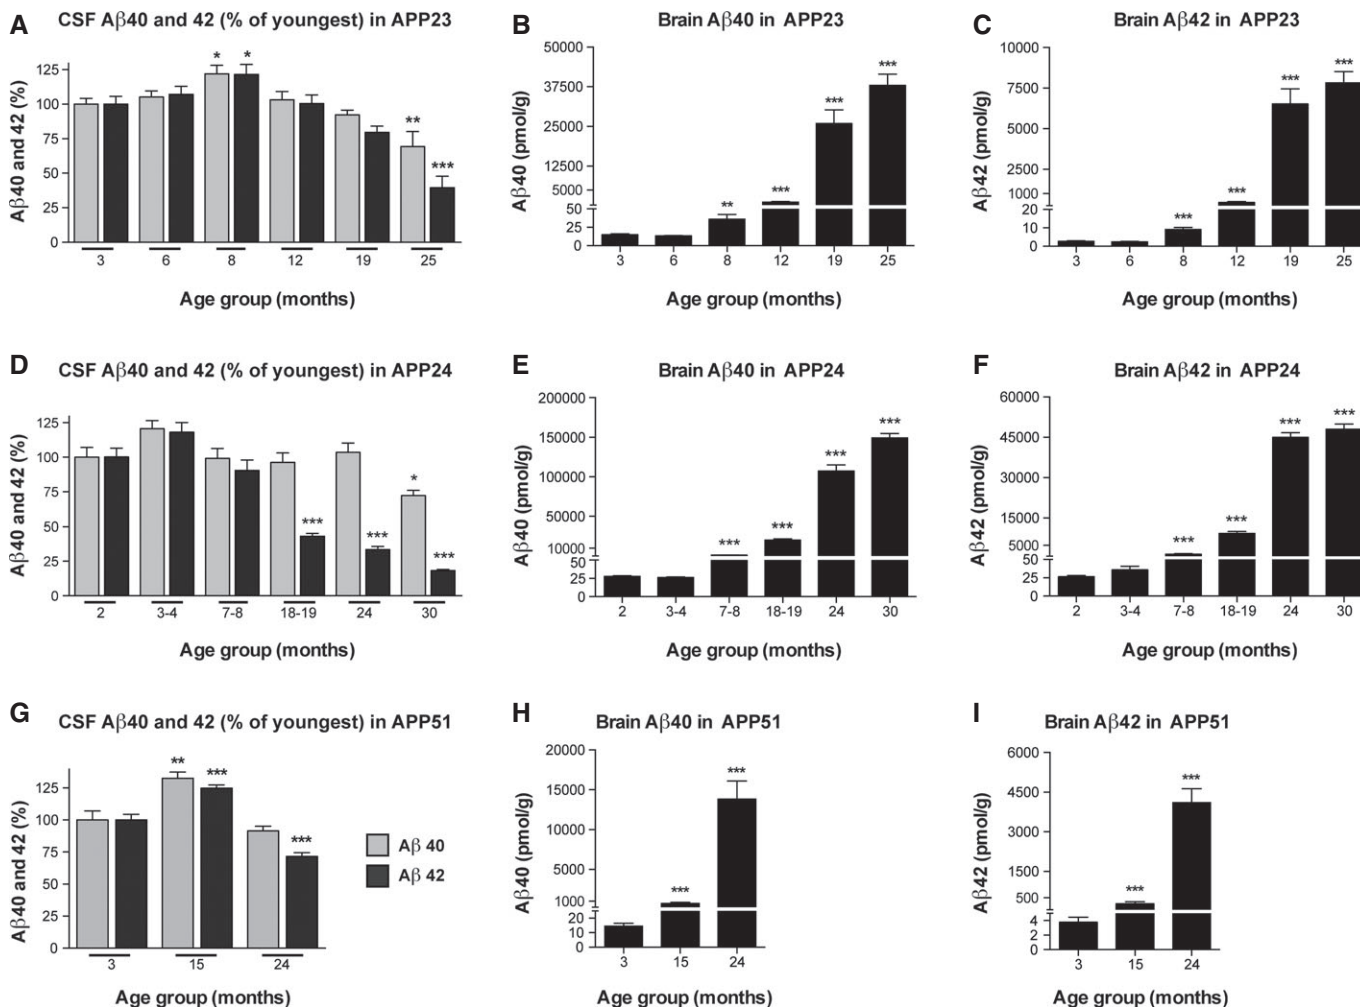 A CSF Aβ40 and 42 (% of youngest) in APP23
Aβ40 and 42 (%)
125
100
75
50
25
0
* *
** ***
3 6 8 12 19 25
Age group (months)
B Brain Aβ40 in APP23
Aβ40 (pmol/g)
50000
37500
25000
5000
50
25
0
** *** *** ***
3 6 8 12 19 25
Age group (months)
C Brain Aβ42 in APP23
Aβ42 (pmol/g)
10000
7500
5000
2500
1000
20
10
0
*** *** *** ***
3 6 8 12 19 25
Age group (months)
D CSF Aβ40 and 42 (% of youngest) in APP24
Aβ40 and 42 (%)
125
100
75
50
25
0
*** *** * ***
2 3-4 7-8 18-19 24 30
Age group (months)
E Brain Aβ40 in APP24
Aβ40 (pmol/g)
200000
150000
100000
50000
10000
50
25
0
*** *** *** ***
2 3-4 7-8 18-19 24 30
Age group (months)
F Brain Aβ42 in APP24
Aβ42 (pmol/g)
60000
45000
30000
15000
5000
50
25
0
*** *** *** ***
2 3-4 7-8 18-19 24 30
Age group (months)
G CSF Aβ40 and 42 (% of youngest) in APP51
Aβ40 and 42 (%)
125
100
75
50
25
0
** *** ***
3 15 24
Age group (months)
Aβ 40
Aβ 42
H Brain Aβ40 in APP51
Aβ40 (pmol/g)
20000
15000
10000
5000
1000
20
10
0
*** ***
3 15 24
Age group (months)
I Brain Aβ42 in APP51
Aβ42 (pmol/g)
6000
4500
3000
1500
500
4
2
0
*** ***
3 15 24
Age group (months)